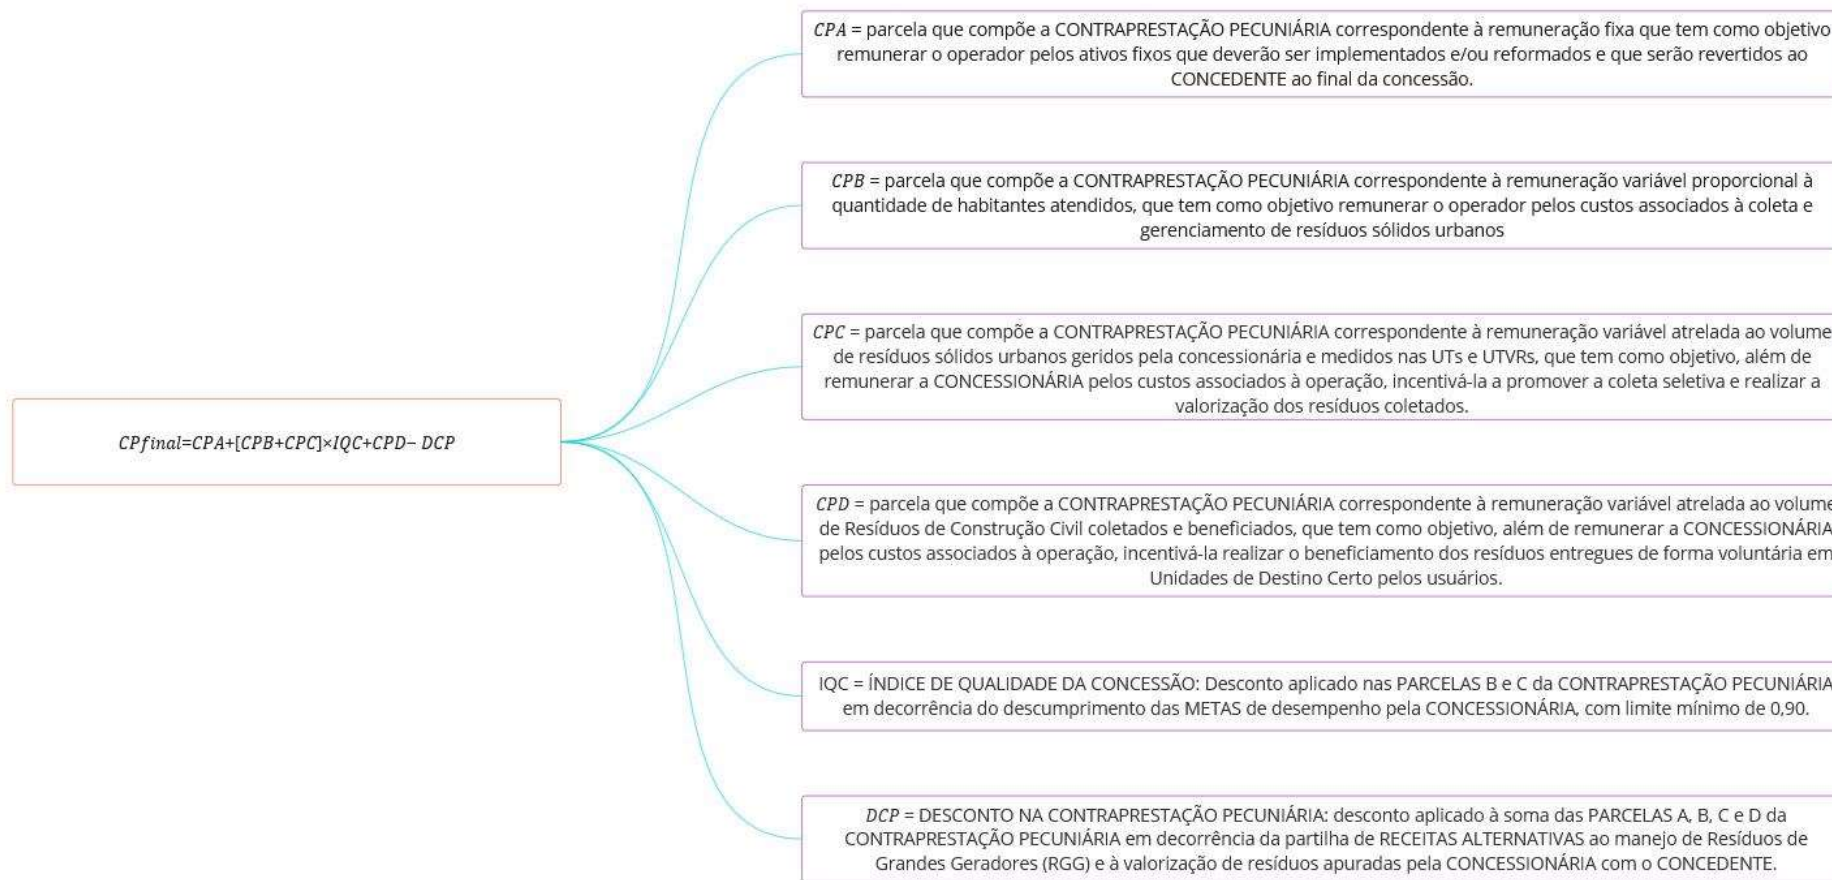 CPA = parcela que compõe a CONTRAPRESTAÇÃO PECUNIÁRIA correspondente à remuneração fixa que tem como objetivo
remunerar o operador pelos ativos fixos que deverão ser implementados e/ou reformados e que serão revertidos ao
CONCEDENTE ao final da concessão.
CPB = parcela que compõe a CONTRAPRESTAÇÃO PECUNIÁRIA correspondente à remuneração variável proporcional à
quantidade de habitantes atendidos, que tem como objetivo remunerar o operador pelos custos associados à coleta e
gerenciamento de resíduos sólidos urbanos
CPC = parcela que compõe a CONTRAPRESTAÇÃO PECUNIÁRIA correspondente à remuneração variável atrelada ao volume
de resíduos sólidos urbanos geridos pela concessionária e medidos nas UTs e UTVRs, que tem como objetivo, além de
remunerar a CONCESSIONÁRIA pelos custos associados à operação, incentivá-la a promover a coleta seletiva e realizar a
valorização dos resíduos coletados.
CPfinal=CPA+[CPB+CPC]×IQC+CPD− DCP
CPD = parcela que compõe a CONTRAPRESTAÇÃO PECUNIÁRIA correspondente à remuneração variável atrelada ao volume
de Resíduos de Construção Civil coletados e beneficiados, que tem como objetivo, além de remunerar a CONCESSIONÁRIA
pelos custos associados à operação, incentivá-la realizar o beneficiamento dos resíduos entregues de forma voluntária em
Unidades de Destino Certo pelos usuários.
IQC = ÍNDICE DE QUALIDADE DA CONCESSÃO: Desconto aplicado nas PARCELAS B e C da CONTRAPRESTAÇÃO PECUNIÁRIA
em decorrência do descumprimento das METAS de desempenho pela CONCESSIONÁRIA, com limite mínimo de 0,90.
DCP = DESCONTO NA CONTRAPRESTAÇÃO PECUNIÁRIA: desconto aplicado à soma das PARCELAS A, B, C e D da
CONTRAPRESTAÇÃO PECUNIÁRIA em decorrência da partilha de RECEITAS ALTERNATIVAS ao manejo de Resíduos de
Grandes Geradores (RGG) e à valorização de resíduos apuradas pela CONCESSIONÁRIA com o CONCEDENTE.